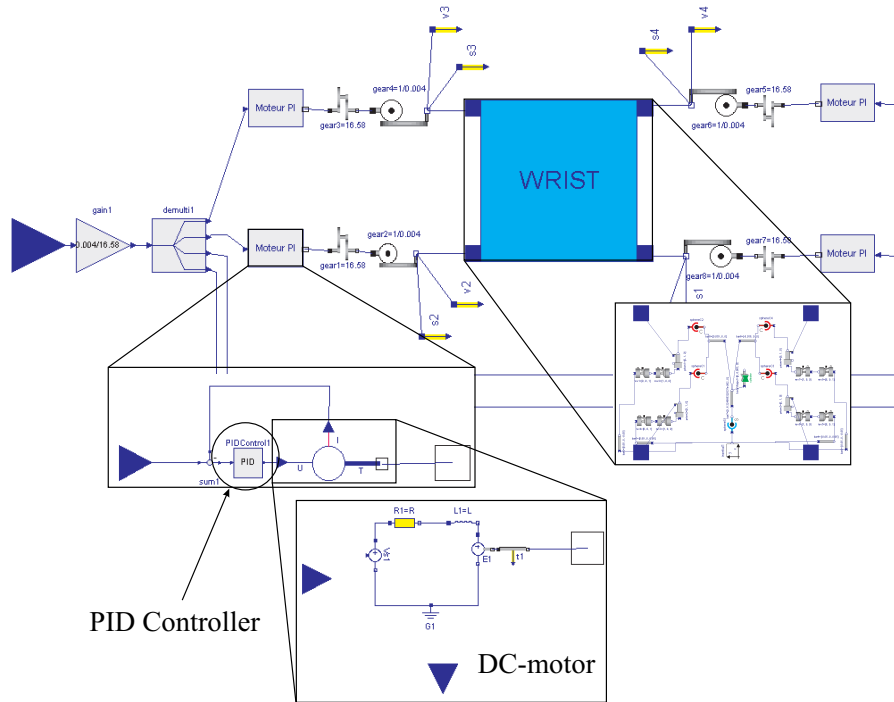 v3
v4
s3
s4
gear4=1/0.004
gear5=16.58
Moteur PI
Moteur PI
gear3=16.58
gear6=1/0.004
WRIST
gain1
demulti1
gear2=1/0.004
gear7=16.58
0.004/16.58
Moteur PI
Moteur PI
gear1=16.58
gear8=1/0.004
v2
s1
s2
PIDControl1
I
PID
U
T
sum1
R1=R
L1=L
Vs1
E1
t1
G1
PID Controller
DC-motor